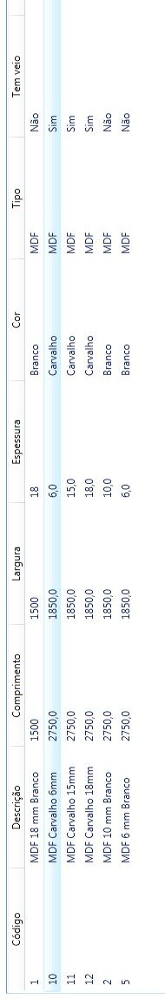 Código Descrição Comprimento Largura Espessura Cor Tipo Tem veio
1 MDF 18 mm Branco 1500 1500 18 Branco MDF Não
10 MDF Carvalho 6mm 2750,0 1850,0 6,0 Carvalho MDF Sim
11 MDF Carvalho 15mm 2750,0 1850,0 15,0 Carvalho MDF Sim
12 MDF Carvalho 18mm 2750,0 1850,0 18,0 Carvalho MDF Sim
2 MDF 10 mm Branco 2750,0 1850,0 10,0 Branco MDF Não
5 MDF 6 mm Branco 2750,0 1850,0 6,0 Branco MDF Não